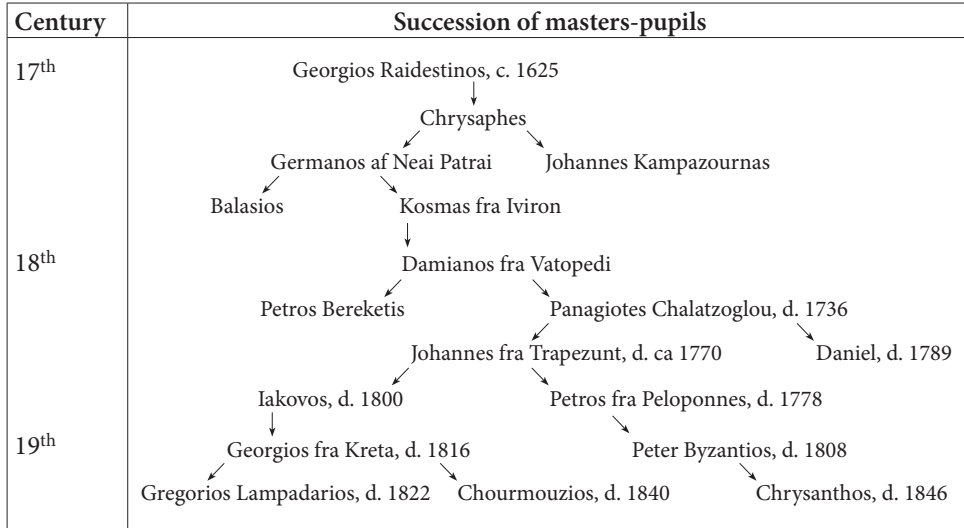 Century Succession of masters-pupils
17th Georgios Raidestinos, c. 1625
Chrysaphes
Germanos af Neai Patrai Johannes Kampazournas
Balasios Kosmas fra Iviron
18th Damianos fra Vatopedi
Petros Bereketis Panagiotes Chalatzoglou, d. 1736
Johannes fra Trapezunt, d. ca 1770 Daniel, d. 1789
Iakovos, d. 1800 Petros fra Peloponnes, d. 1778
19th Georgios fra Kreta, d. 1816 Peter Byzantios, d. 1808
Gregorios Lampadarios, d. 1822 Chourmouzios, d. 1840 Chrysanthos, d. 1846